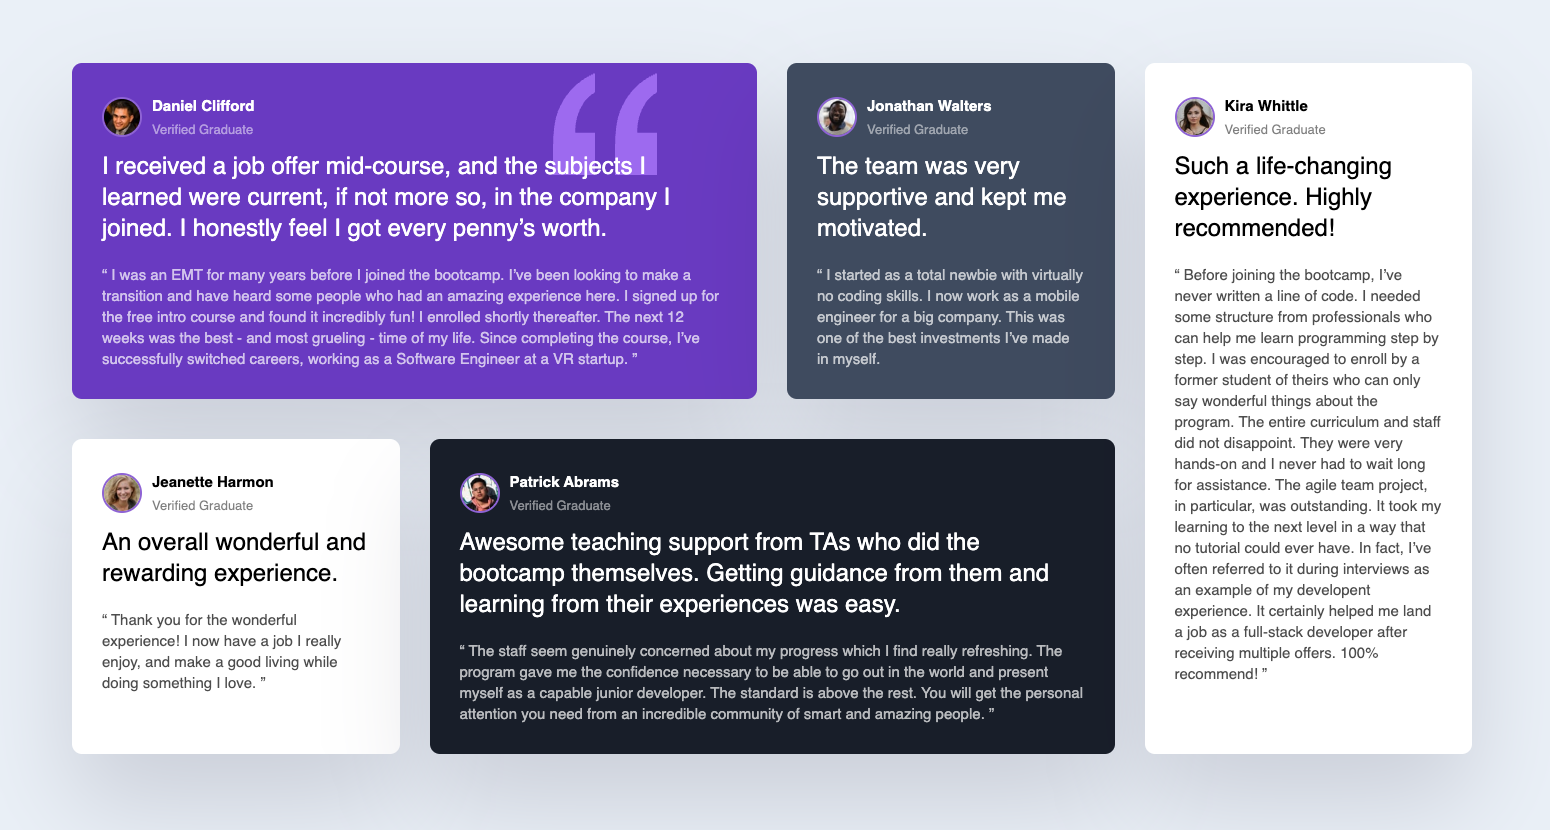 Daniel Clifford
Verified Graduate
I received a job offer mid-course, and the subjects I
learned were current, if not more so, in the company I
joined. I honestly feel I got every penny’s worth.
“ I was an EMT for many years before I joined the bootcamp. I’ve been looking to make a
transition and have heard some people who had an amazing experience here. I signed up for
the free intro course and found it incredibly fun! I enrolled shortly thereafter. The next 12
weeks was the best - and most grueling - time of my life. Since completing the course, I’ve
successfully switched careers, working as a Software Engineer at a VR startup. ”
Jonathan Walters
Verified Graduate
The team was very
supportive and kept me
motivated.
“ I started as a total newbie with virtually
no coding skills. I now work as a mobile
engineer for a big company. This was
one of the best investments I’ve made
in myself.
Kira Whittle
Verified Graduate
Such a life-changing
experience. Highly
recommended!
“ Before joining the bootcamp, I’ve
never written a line of code. I needed
some structure from professionals who
can help me learn programming step by
step. I was encouraged to enroll by a
former student of theirs who can only
say wonderful things about the
program. The entire curriculum and staff
did not disappoint. They were very
hands-on and I never had to wait long
for assistance. The agile team project,
in particular, was outstanding. It took my
learning to the next level in a way that
no tutorial could ever have. In fact, I’ve
often referred to it during interviews as
an example of my developent
experience. It certainly helped me land
a job as a full-stack developer after
receiving multiple offers. 100%
recommend! ”
Jeanette Harmon
Verified Graduate
An overall wonderful and
rewarding experience.
“ Thank you for the wonderful
experience! I now have a job I really
enjoy, and make a good living while
doing something I love. ”
Patrick Abrams
Verified Graduate
Awesome teaching support from TAs who did the
bootcamp themselves. Getting guidance from them and
learning from their experiences was easy.
“ The staff seem genuinely concerned about my progress which I find really refreshing. The
program gave me the confidence necessary to be able to go out in the world and present
myself as a capable junior developer. The standard is above the rest. You will get the personal
attention you need from an incredible community of smart and amazing people. ”